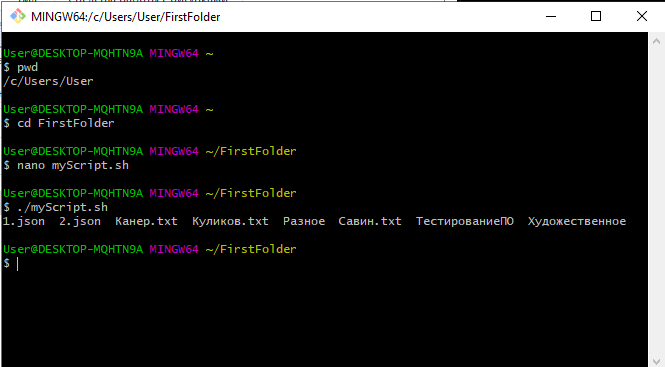 MINGW64:/c/Users/User/FirstFolder
User@DESKTOP-MQHTN9A MINGW64 ~
$ pwd
/c/Users/User
User@DESKTOP-MQHTN9A MINGW64 ~
$ cd FirstFolder
User@DESKTOP-MQHTN9A MINGW64 ~/FirstFolder
$ nano myScript.sh
User@DESKTOP-MQHTN9A MINGW64 ~/FirstFolder
$ ./myScript.sh
1.json  2.json  Канер.txt  Куликов.txt  Разное  Савин.txt  ТестированиеПО  Художественное
User@DESKTOP-MQHTN9A MINGW64 ~/FirstFolder
$